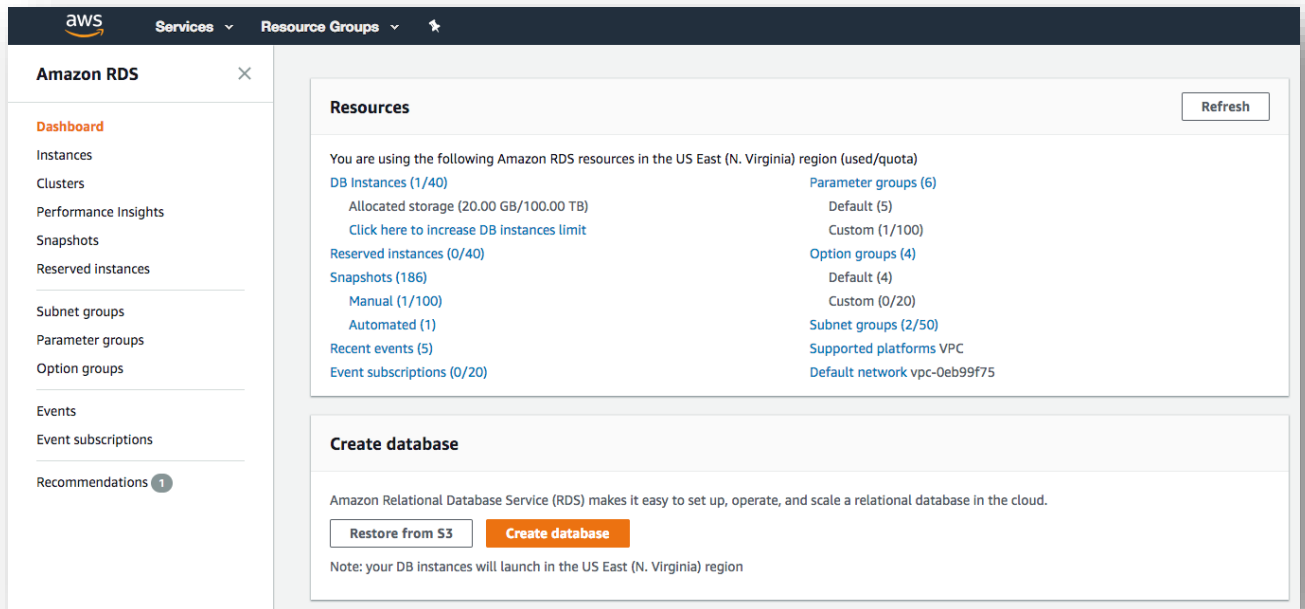 aws
Services
Resource Groups
Amazon RDS
Dashboard
Instances
Clusters
Performance Insights
Snapshots
Reserved instances
Subnet groups
Parameter groups
Option groups
Events
Event subscriptions
Recommendations 1
Resources
Refresh
You are using the following Amazon RDS resources in the US East (N. Virginia) region (used/quota)
DB Instances (1/40)
Allocated storage (20.00 GB/100.00 TB)
Click here to increase DB instances limit
Reserved instances (0/40)
Snapshots (186)
Manual (1/100)
Automated (1)
Recent events (5)
Event subscriptions (0/20)
Parameter groups (6)
Default (5)
Custom (1/100)
Option groups (4)
Default (4)
Custom (0/20)
Subnet groups (2/50)
Supported platforms VPC
Default network vpc-0eb99f75
Create database
Amazon Relational Database Service (RDS) makes it easy to set up, operate, and scale a relational database in the cloud.
Restore from S3
Create database
Note: your DB instances will launch in the US East (N. Virginia) region